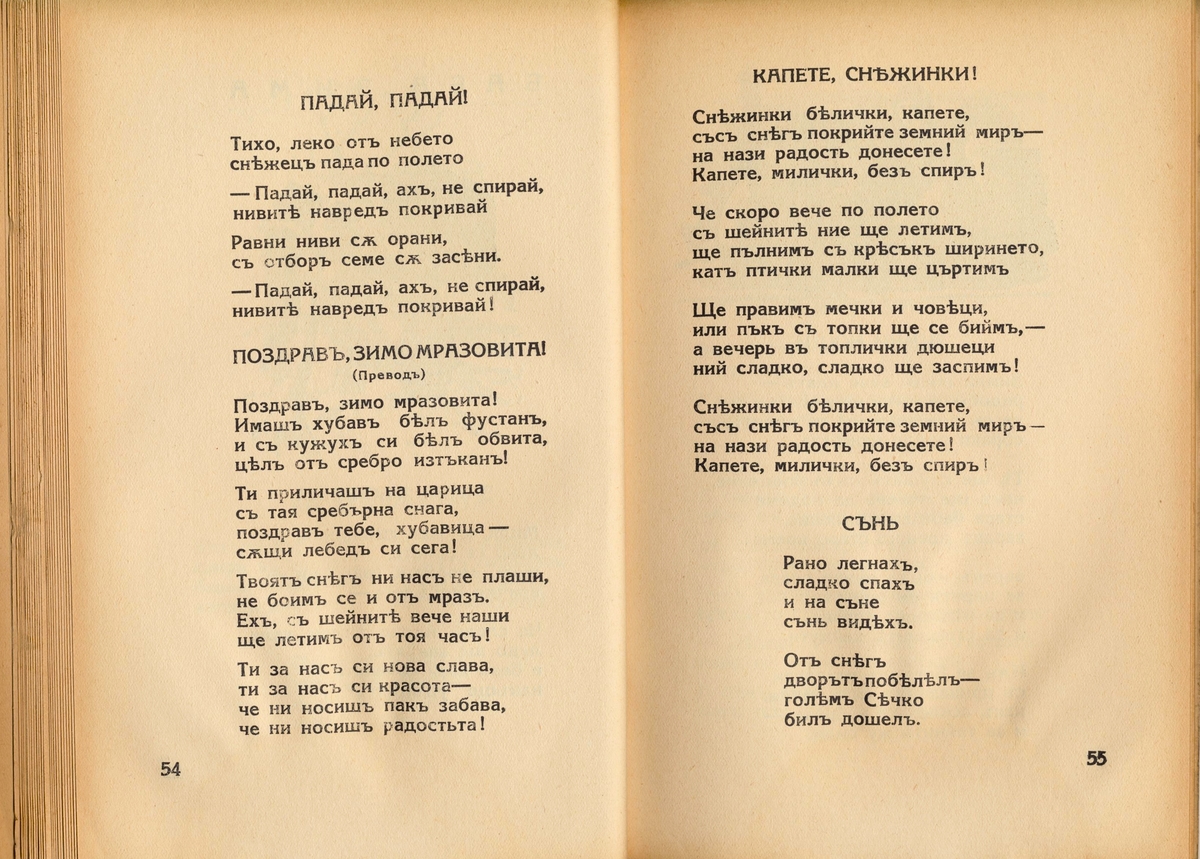 ПАДАЙ, ПАДАЙ!
Тихо, леко отъ небето
снѣжецъ пада по полето
— Падай, падай, ахъ, не спирай,
нивитѣ навредъ покривай
Равни ниви сѫ орани,
съ отборъ семе сѫ засѣни.
— Падай, падай, ахъ, не спирай,
нивитѣ навредъ покривай!
ПОЗДРАВЪ, ЗИМО МРАЗОВИТА!
(Преводъ)
Поздравъ, зимо мразовита!
Имашъ хубавъ бѣлъ фустанъ,
и съ кужухъ си бѣлъ обвита,
цѣлъ отъ сребро изтъканъ!
Ти приличашъ на царица
съ тая сребърна снага,
поздравъ тебе, хубавица —
сѫщи лебедъ си сега!
Твоятъ снѣгъ ни насъ не плаши,
не боимъ се и отъ мразъ.
Ехъ, съ шейнитѣ вече наши
ще летимъ отъ тоя часъ!
Ти за насъ си нова слава,
ти за насъ си красота—
че ни носишъ пакъ забава,
че ни носишъ радостьта!
54
КАПЕТЕ, СНѢЖИНКИ!
Снѣжинки бѣлички, капете,
със​ъ снѣгъ покрийте земний миръ—
на нази радость донесете!
Капете, милички, безъ спиръ!
Че скоро вече по полето
съ шейнитѣ ние ще летимъ,
ще пълнимъ съ крѣсъкъ ширинето,
катъ птички малки ще църтимъ
Ще правимъ мечки и човѣци,
или пъкъ съ топки ще се биймъ,—
а вечерь въ топлички дюшеци
ний сладко, сладко ще заспимъ!
Снѣжинки бѣлички, капете,
със​ъ снѣгъ покрийте земний миръ —
на нази радость донесете!
Капете, милички, безъ спиръ!
СЪНЬ
Рано легнахъ,
сладко спахъ
и на съне
сънь видѣхъ.
Отъ снѣгъ
дворътъ побѣлѣлъ—
голѣмъ Сѣчко
билъ дошелъ.
55